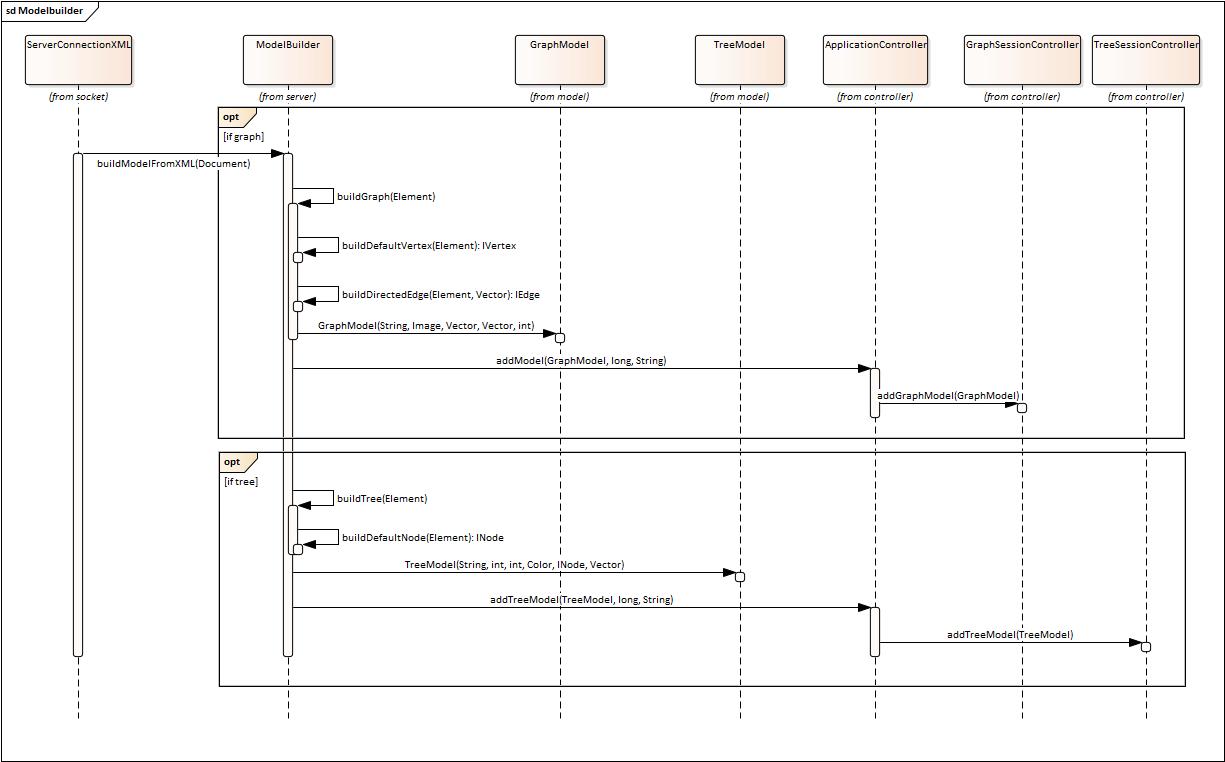 sd Modelbuilder
ServerConnectionXML
ModelBuilder
GraphModel
TreeModel
ApplicationController
GraphSessionController
TreeSessionController
(from socket)
(from server)
(from model)
(from model)
(from controller)
(from controller)
(from controller)
opt
[if graph]
buildModelFromXML(Document)
buildGraph(Element)
buildDefaultVertex(Element): IVertex
buildDirectedEdge(Element, Vector): IEdge
GraphModel(String, Image, Vector, Vector, int)
addModel(GraphModel, long, String)
addGraphModel(GraphModel)
opt
[if tree]
buildTree(Element)
buildDefaultNode(Element): INode
TreeModel(String, int, int, Color, INode, Vector)
addTreeModel(TreeModel, long, String)
addTreeModel(TreeModel)